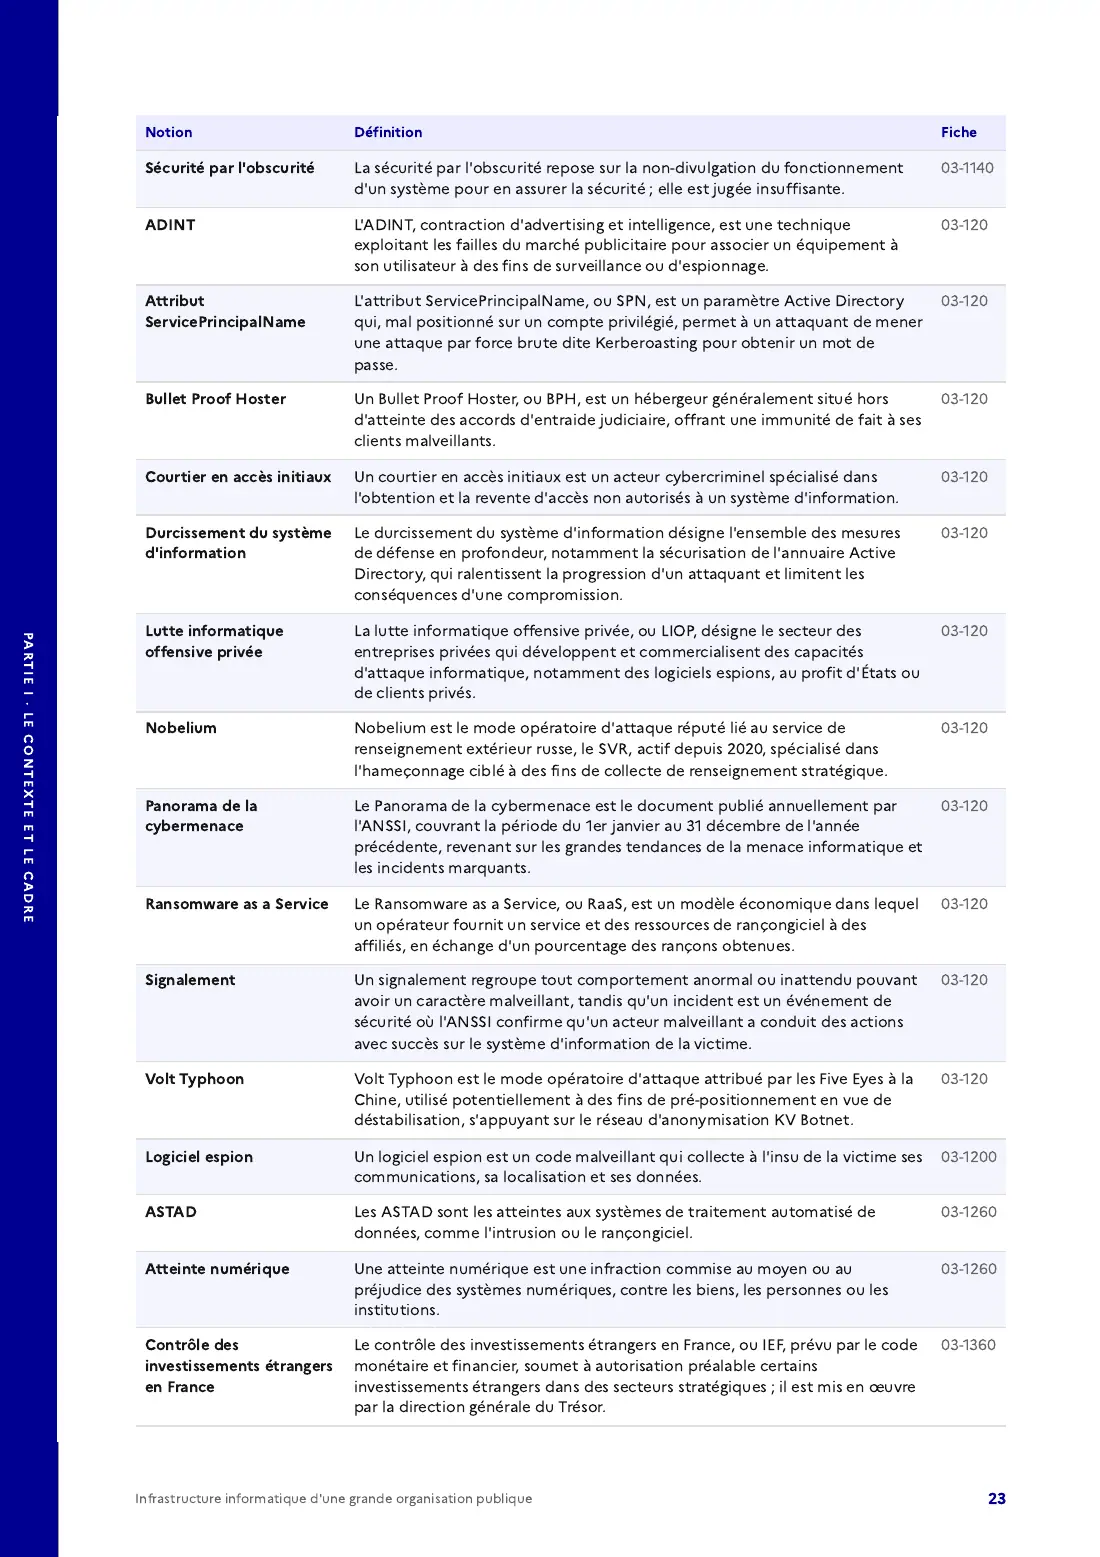 PARTIE I · LE CONTEXTE ET LE CADRE
Notion Définition Fiche
Sécurité par l'obscurité La sécurité par l'obscurité repose sur la non-divulgation du fonctionnement 03-1140
d'un système pour en assurer la sécurité ; elle est jugée insuffisante.
ADINT L'ADINT, contraction d'advertising et intelligence, est une technique 03-120
exploitant les failles du marché publicitaire pour associer un équipement à
son utilisateur à des fins de surveillance ou d'espionnage.
Attribut L'attribut ServicePrincipalName, ou SPN, est un paramètre Active Directory 03-120
ServicePrincipalName qui, mal positionné sur un compte privilégié, permet à un attaquant de mener
une attaque par force brute dite Kerberoasting pour obtenir un mot de
passe.
Bullet Proof Hoster Un Bullet Proof Hoster, ou BPH, est un hébergeur généralement situé hors 03-120
d'atteinte des accords d'entraide judiciaire, offrant une immunité de fait à ses
clients malveillants.
Courtier en accès initiaux Un courtier en accès initiaux est un acteur cybercriminel spécialisé dans 03-120
l'obtention et la revente d'accès non autorisés à un système d'information.
Durcissement du système Le durcissement du système d'information désigne l'ensemble des mesures 03-120
d'information de défense en profondeur, notamment la sécurisation de l'annuaire Active
Directory, qui ralentissent la progression d'un attaquant et limitent les
conséquences d'une compromission.
Lutte informatique La lutte informatique offensive privée, ou LIOP, désigne le secteur des 03-120
offensive privée entreprises privées qui développent et commercialisent des capacités
d'attaque informatique, notamment des logiciels espions, au profit d'États ou
de clients privés.
Nobelium Nobelium est le mode opératoire d'attaque réputé lié au service de 03-120
renseignement extérieur russe, le SVR, actif depuis 2020, spécialisé dans
l'hameçonnage ciblé à des fins de collecte de renseignement stratégique.
Panorama de la Le Panorama de la cybermenace est le document publié annuellement par 03-120
cybermenace l'ANSSI, couvrant la période du 1er janvier au 31 décembre de l'année
précédente, revenant sur les grandes tendances de la menace informatique et
les incidents marquants.
Ransomware as a Service Le Ransomware as a Service, ou RaaS, est un modèle économique dans lequel 03-120
un opérateur fournit un service et des ressources de rançongiciel à des
affiliés, en échange d'un pourcentage des rançons obtenues.
Signalement Un signalement regroupe tout comportement anormal ou inattendu pouvant 03-120
avoir un caractère malveillant, tandis qu'un incident est un événement de
sécurité où l'ANSSI confirme qu'un acteur malveillant a conduit des actions
avec succès sur le système d'information de la victime.
Volt Typhoon Volt Typhoon est le mode opératoire d'attaque attribué par les Five Eyes à la 03-120
Chine, utilisé potentiellement à des fins de pré-positionnement en vue de
déstabilisation, s'appuyant sur le réseau d'anonymisation KV Botnet.
Logiciel espion Un logiciel espion est un code malveillant qui collecte à l'insu de la victime ses 03-1200
communications, sa localisation et ses données.
ASTAD Les ASTAD sont les atteintes aux systèmes de traitement automatisé de 03-1260
données, comme l'intrusion ou le rançongiciel.
Atteinte numérique Une atteinte numérique est une infraction commise au moyen ou au 03-1260
préjudice des systèmes numériques, contre les biens, les personnes ou les
institutions.
Contrôle des Le contrôle des investissements étrangers en France, ou IEF, prévu par le code 03-1360
investissements étrangers monétaire et financier, soumet à autorisation préalable certains
en France investissements étrangers dans des secteurs stratégiques ; il est mis en œuvre
par la direction générale du Trésor.
Infrastructure informatique d'une grande organisation publique 23